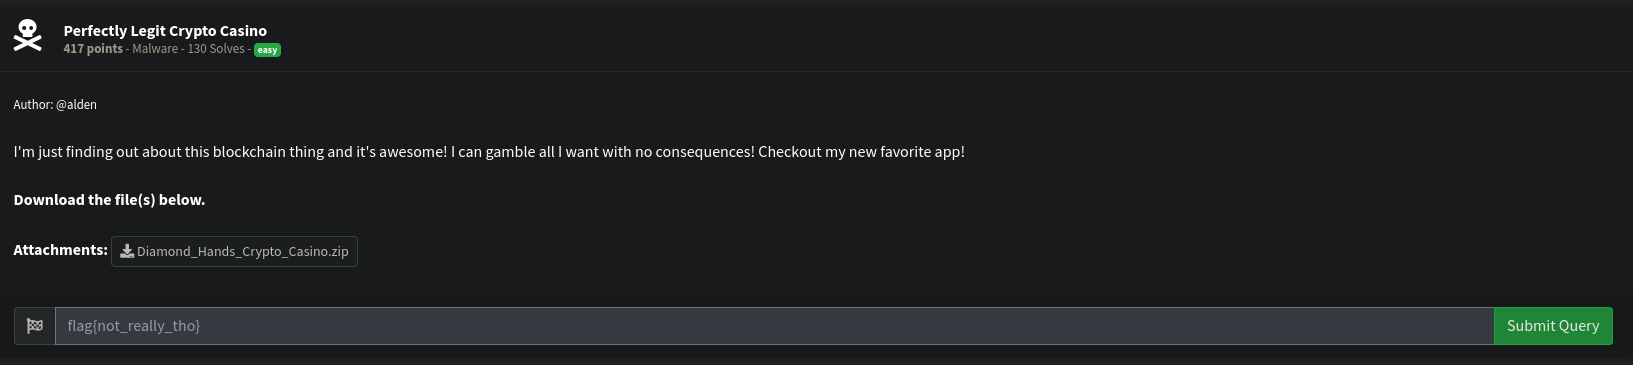 Perfectly Legit Crypto Casino
417 points - Malware - 130 Solves - easy
Author: @alden
I'm just finding out about this blockchain thing and it's awesome! I can gamble all I want with no consequences! Checkout my new favorite app!
Download the file(s) below.
Attachments: Diamond_Hands_Crypto_Casino.zip
flag{not_really_tho} Submit Query